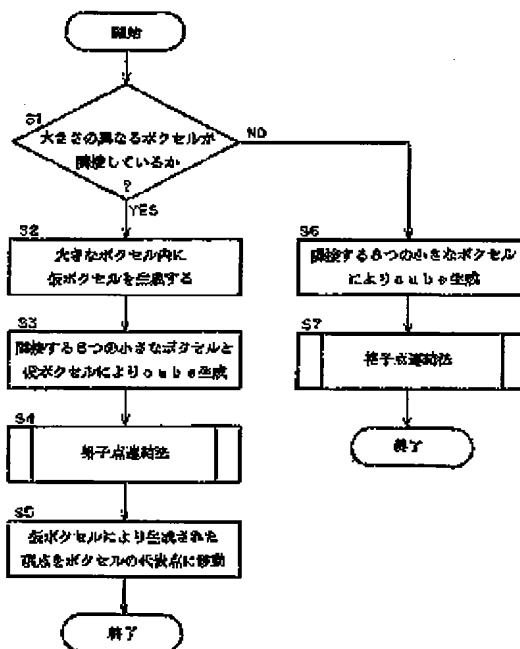 開始
S1
大きさの異なるボクセルが
隣接しているか
?
YES
NO
S2
大きなボクセル内に
仮ボクセルを生成する
S3
隣接する8つの小さなボクセルと
仮ボクセルによりcube生成
S4
格子点連結法
S5
仮ボクセルにより生成された
頂点をボクセルの代表点に移動
終了
S6
隣接する8つの小さなボクセル
によりcube生成
S7
格子点連結法
終了